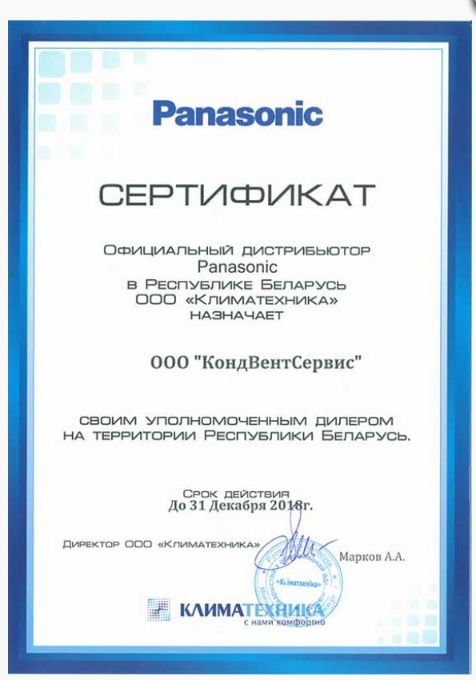 Panasonic
СЕРТИФИКАТ
Официальный дистрибьютор
Panasonic
в Республике Беларусь
ООО «Климатехника»
назначает
ООО "КондВентСервис"
своим уполномоченным дилером
на территории Республики Беларусь.
Срок действия
До 31 Декабря 2018г.
Директор ООО «Климатехника»
Марков А.А.
«Кліматэхніка»
КЛИМАТЕХНИКА
с нами комфортно